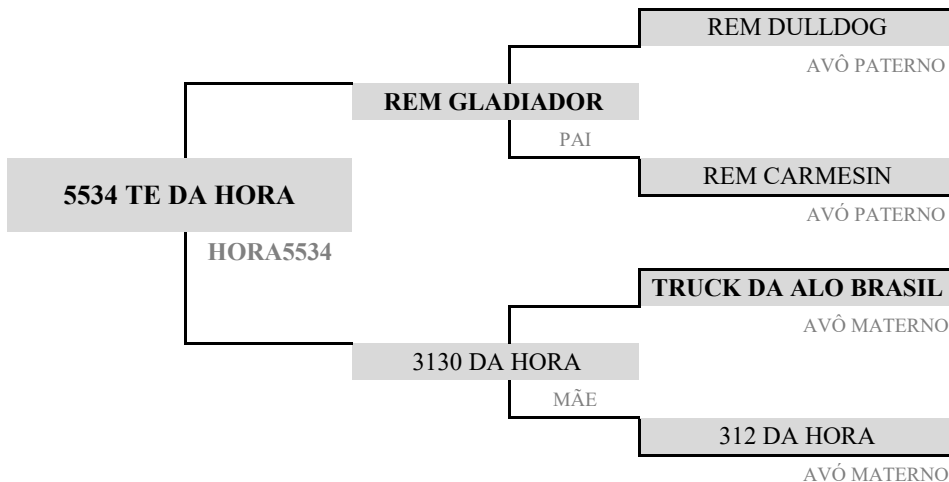 REM DULLDOG
AVÔ PATERNO
REM GLADIADOR
PAI
REM CARMESIN
AVÓ PATERNO
5534 TE DA HORA
HORA5534
TRUCK DA ALO BRASIL
AVÔ MATERNO
3130 DA HORA
MÃE
312 DA HORA
AVÓ MATERNO